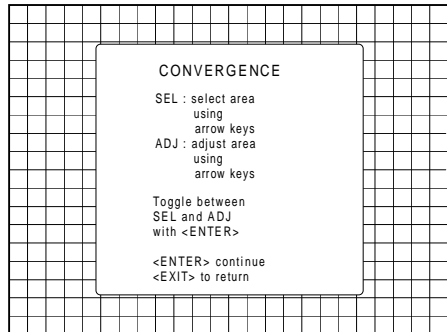 CONVERGENCE
SEL : select area
using
arrow keys
ADJ : adjust area
using
arrow keys
Toggle between
SEL and ADJ
with <ENTER>
<ENTER> continue
<EXIT> to return